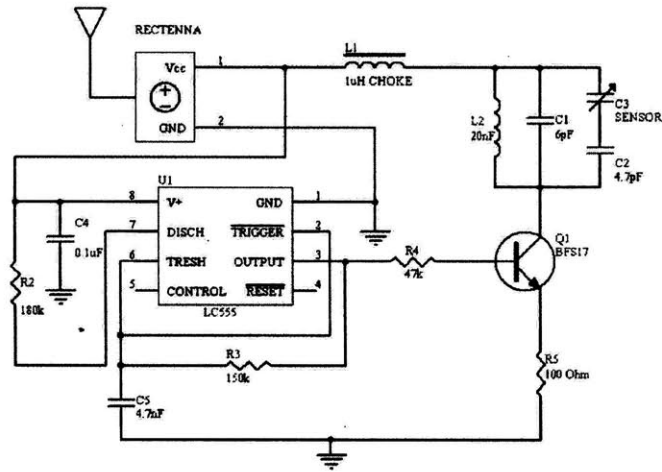 RECTENNA
Vcc
1
GND
2
L1
1uH CHOKE
L2
20nF
C1
6pF
C3
SENSOR
C2
4.7pF
U1
8
V+
GND
1
7
DISCH
TRIGGER
2
6
TRESH
OUTPUT
3
5
CONTROL
RESET
4
LC555
C4
0.1uF
R2
180k
R4
47k
Q1
BFS17
R3
150k
C5
4.7nF
R5
100 Ohm